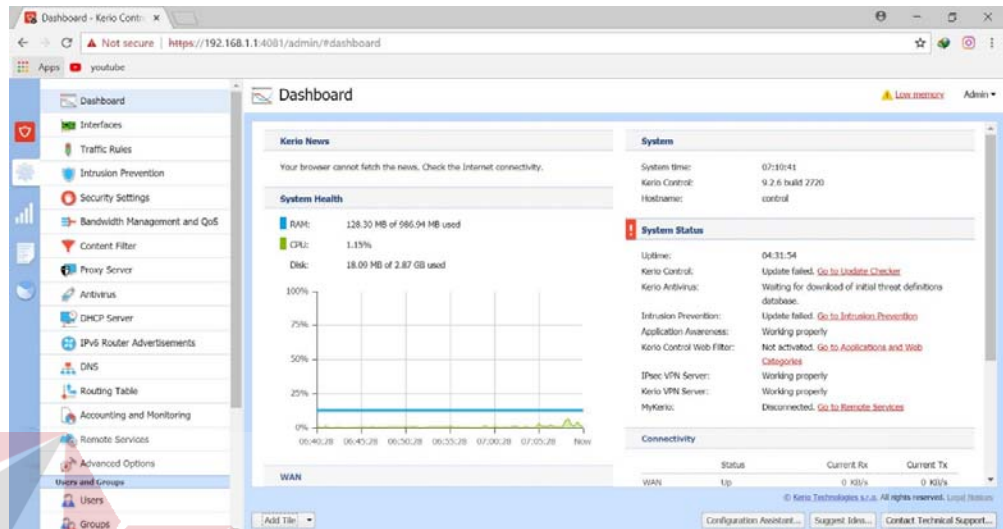 Dashboard - Kerio Contr
Not secure | https://192.168.1.1:4081/admin/#dashboard
Apps
youtube
Dashboard
Interfaces
Traffic Rules
Intrusion Prevention
Security Settings
Bandwidth Management and QoS
Content Filter
Proxy Server
Antivirus
DHCP Server
IPv6 Router Advertisements
DNS
Routing Table
Accounting and Monitoring
Remote Services
Advanced Options
Users and Groups
Users
Groups
Dashboard
Low memory
Admin
Kerio News
Your browser cannot fetch the news. Check the Internet connectivity.
System Health
RAM: 128.30 MB of 986.94 MB used
CPU: 1.15%
Disk: 18.09 MB of 2.87 GB used
100%
75%
50%
25%
0%
06:40:28 06:45:28 06:50:28 06:55:28 07:00:28 07:05:28 Now
WAN
System
System time: 07:10:41
Kerio Control: 9.2.6 build 2720
Hostname: control
System Status
Uptime: 04:31:54
Kerio Control: Update failed. Go to Update Checker
Kerio Antivirus: Waiting for download of initial threat definitions
database.
Intrusion Prevention: Update failed. Go to Intrusion Prevention
Application Awareness: Working properly
Kerio Control Web Filter: Not activated. Go to Applications and Web
Categories
IPsec VPN Server: Working properly
Kerio VPN Server: Working properly
MyKerio: Disconnected. Go to Remote Services
Connectivity
Status Current Rx Current Tx
WAN Up 0 KB/s 0 KB/s
© Kerio Technologies s.r.o. All rights reserved. Legal Notices
Add Tile
Configuration Assistant...
Suggest Idea...
Contact Technical Support...